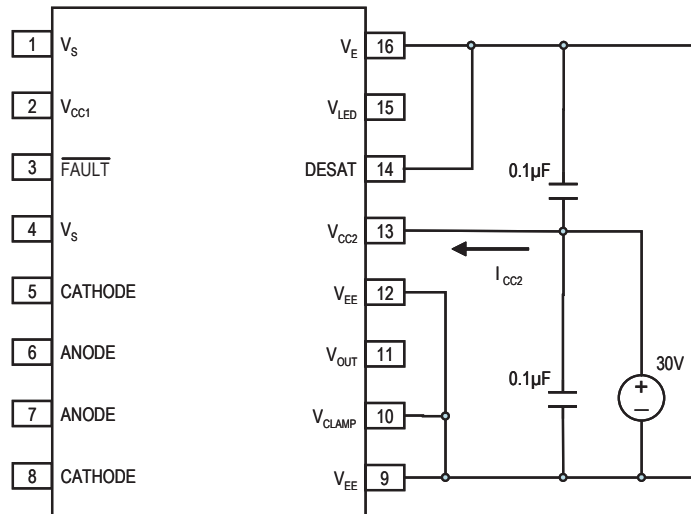 1 V_S
2 V_CC1
3 FAULT
4 V_S
5 CATHODE
6 ANODE
7 ANODE
8 CATHODE
V_E 16
V_LED 15
DESAT 14
V_CC2 13
V_EE 12
V_OUT 11
V_CLAMP 10
V_EE 9
0.1µF
I_CC2
0.1µF
30V
+
–